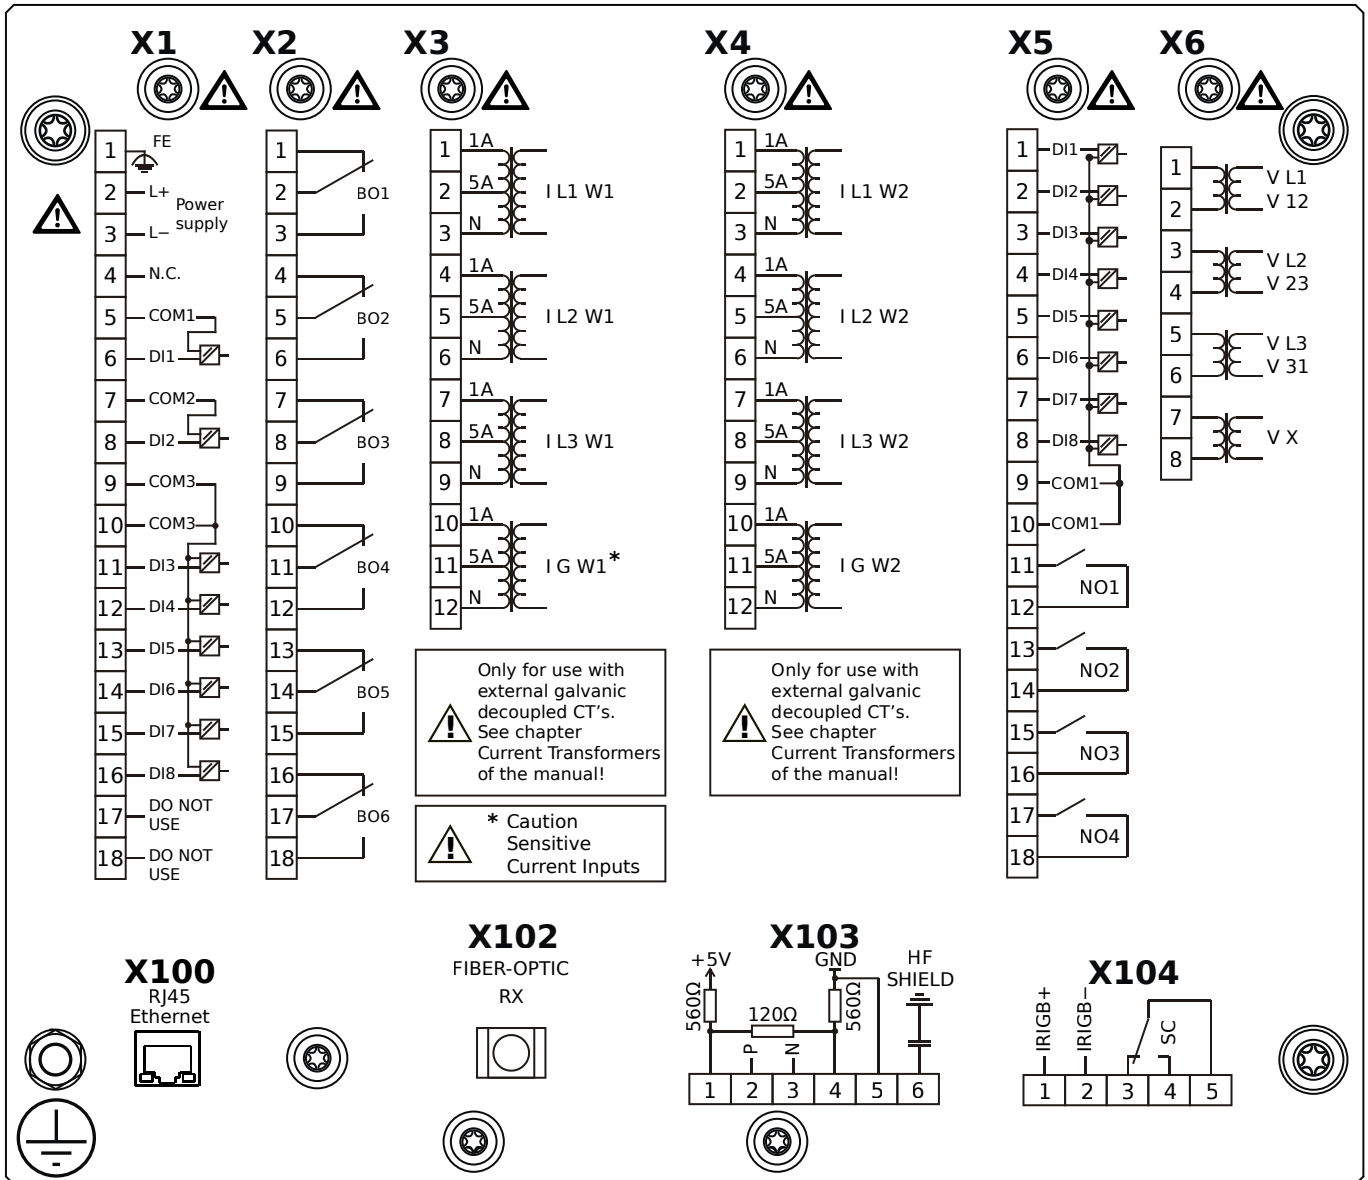 X1
X2
X3
X4
X5
X6
1 FE
2 L+
Power
supply
3 L−
4 N.C.
5 COM1
6 DI1
7 COM2
8 DI2
9 COM3
10 COM3
11 DI3
12 DI4
13 DI5
14 DI6
15 DI7
16 DI8
17 DO NOT
USE
18 DO NOT
USE
1
2 BO1
3
4
5 BO2
6
7
8 BO3
9
10
11 BO4
12
13
14 BO5
15
16
17 BO6
18
1 1A
2 5A I L1 W1
3 N
4 1A
5 5A I L2 W1
6 N
7 1A
8 5A I L3 W1
9 N
10 1A
11 5A I G W1*
12 N
Only for use with
external galvanic
decoupled CT's.
See chapter
Current Transformers
of the manual!
* Caution
Sensitive
Current Inputs
1 1A
2 5A I L1 W2
3 N
4 1A
5 5A I L2 W2
6 N
7 1A
8 5A I L3 W2
9 N
10 1A
11 5A I G W2
12 N
Only for use with
external galvanic
decoupled CT's.
See chapter
Current Transformers
of the manual!
1 DI1
2 DI2
3 DI3
4 DI4
5 DI5
6 DI6
7 DI7
8 DI8
9 COM1
10 COM1
11
NO1
12
13
NO2
14
15
NO3
16
17
NO4
18
1 V L1
2 V 12
3 V L2
4 V 23
5 V L3
6 V 31
7
V X
8
X100
RJ45
Ethernet
X102
FIBER-OPTIC
RX
X103
+5V
GND
HF
SHIELD
560Ω
120Ω
560Ω
P
N
1 2 3 4 5 6
X104
IRIGB+
IRIGB−
SC
1 2 3 4 5